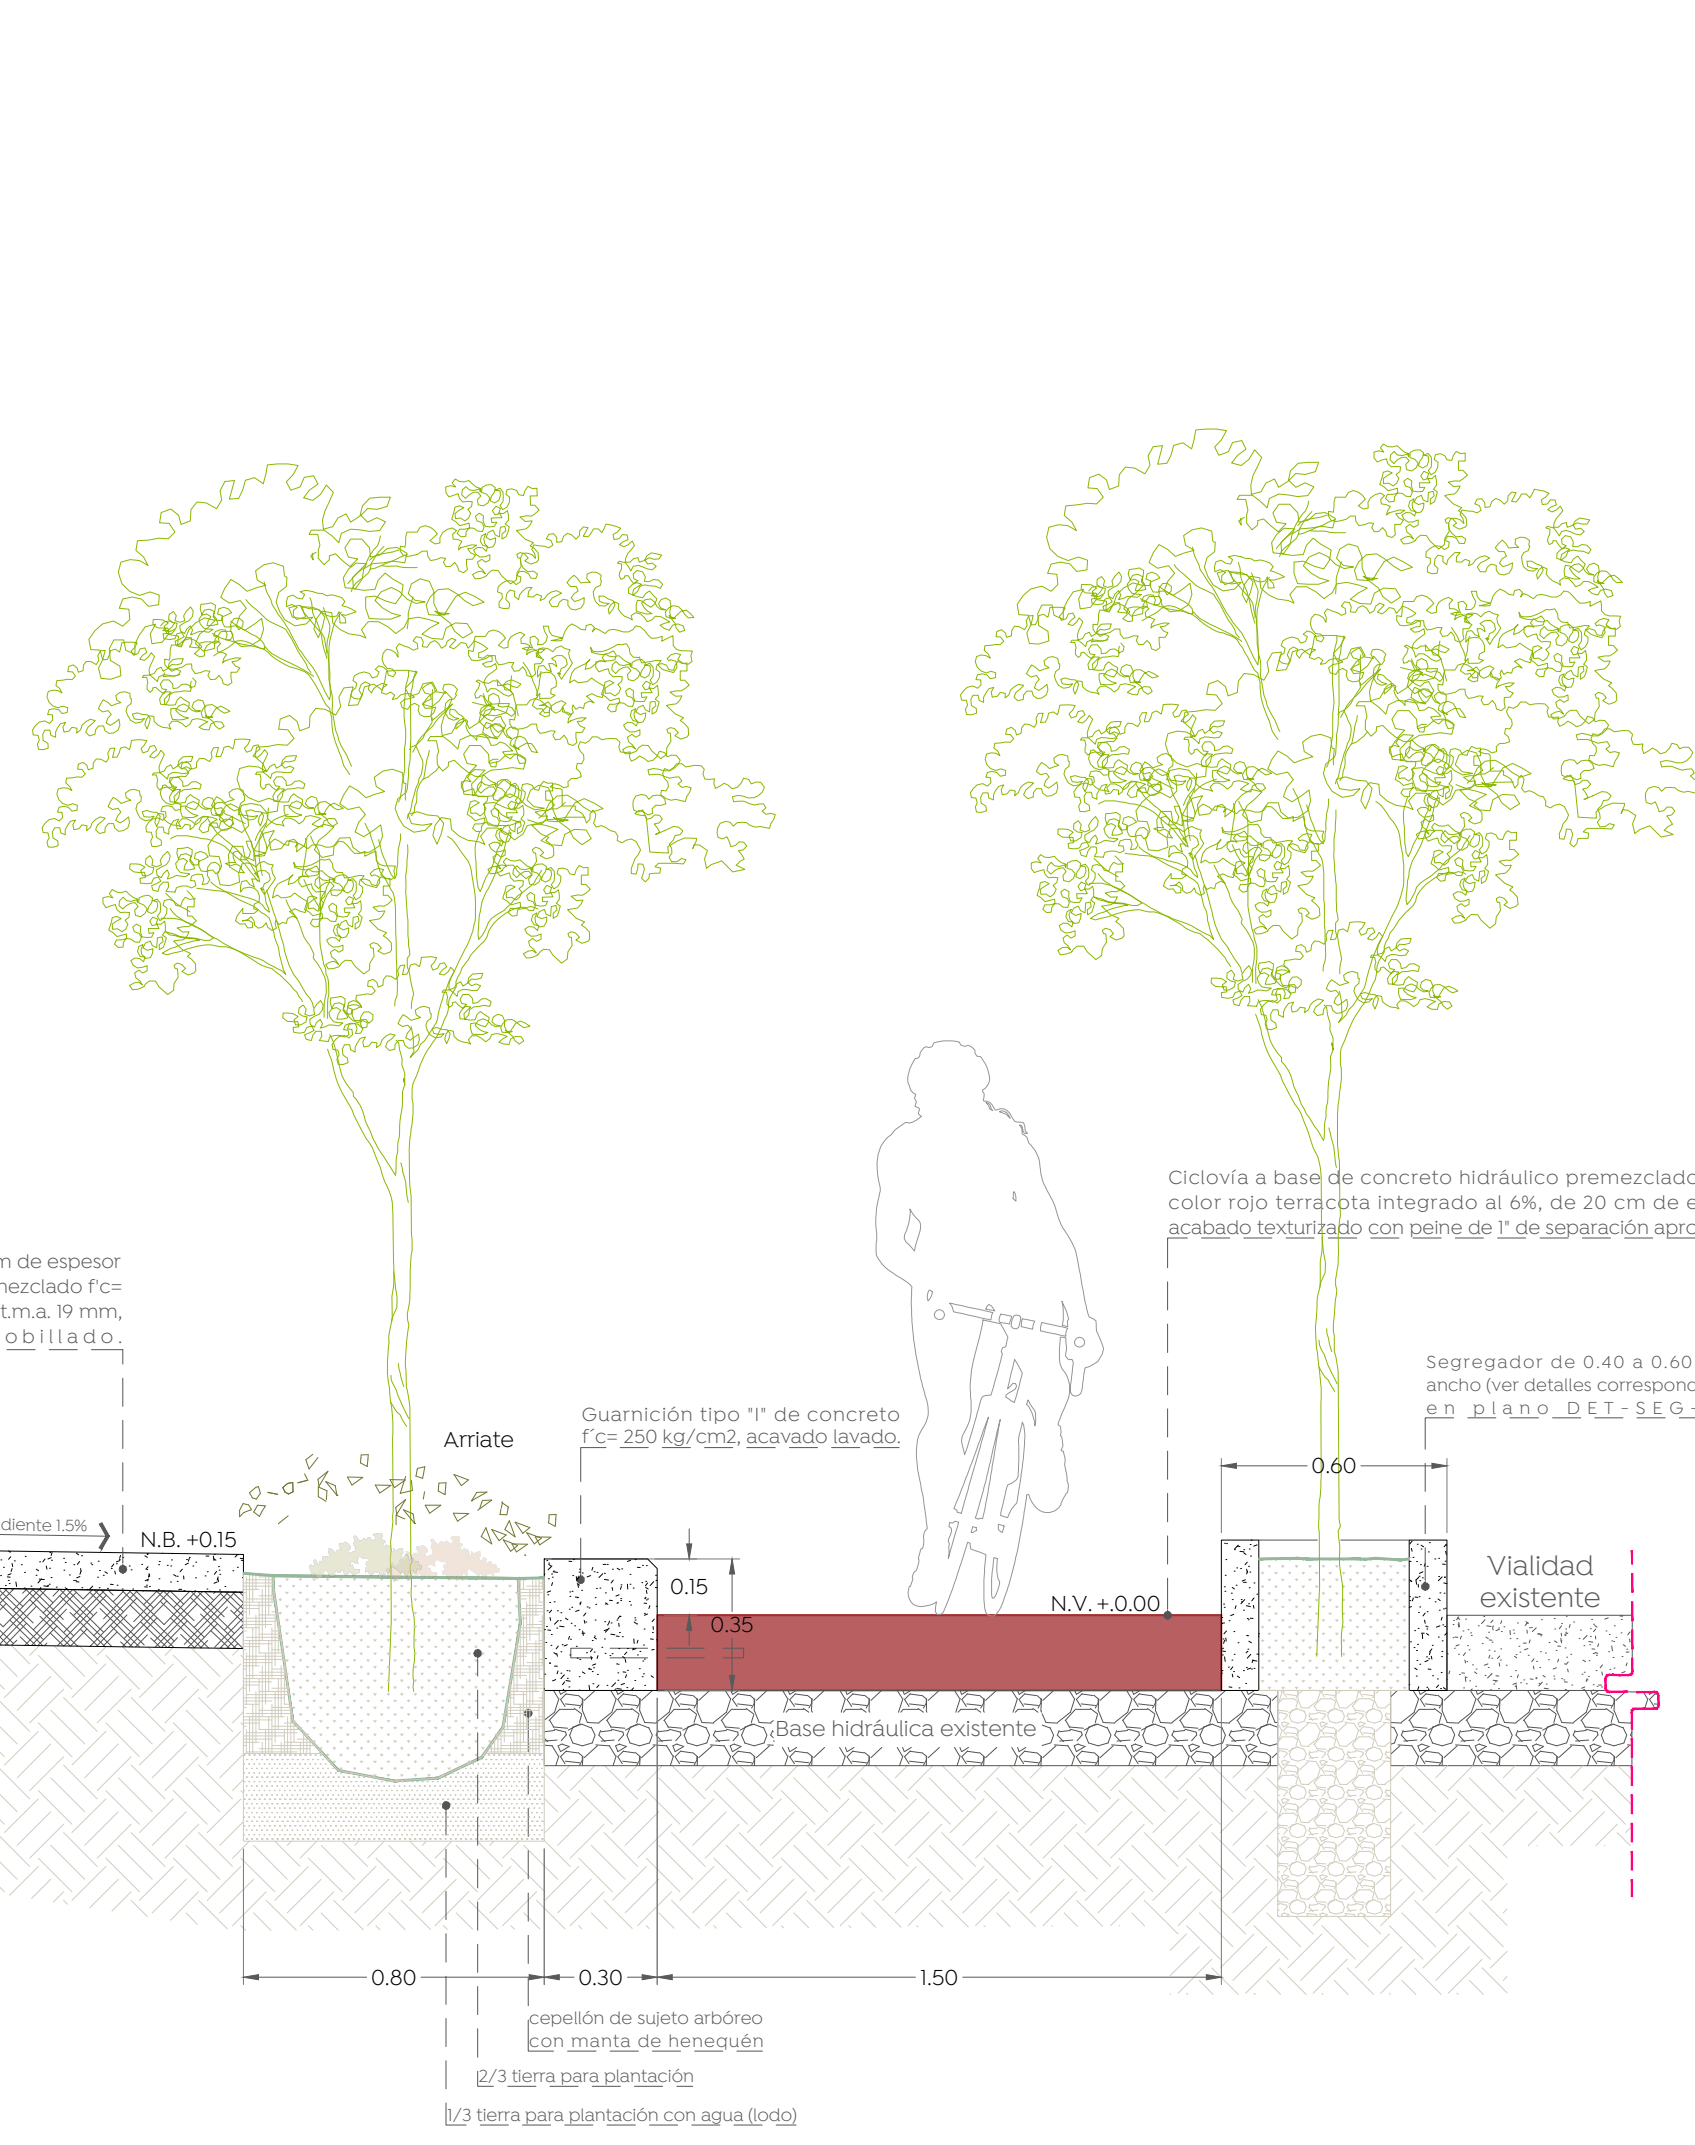 Ciclovía a base de concreto hidráulico premezclado
color rojo terracota integrado al 6%, de 20 cm de
acabado texturizado con peine de 1" de separación
de espesor
f'c=
t.m.a. 19 mm,
Segregador de 0.40 a 0.60
ancho (ver detalles
en plano DET-SEG-
Guarnición tipo "I" de concreto
f´c= 250 kg/cm2, acavado lavado.
Arriate
0.60
1.5%
N.B. +0.15
Vialidad
existente
0.15
N.V. +.0.00
0.35
Base hidráulica existente
0.80
0.30
1.50
cepellón de sujeto arbóreo
con manta de henequén
2/3 tierra para plantación
1/3 tierra para plantación con agua (lodo)